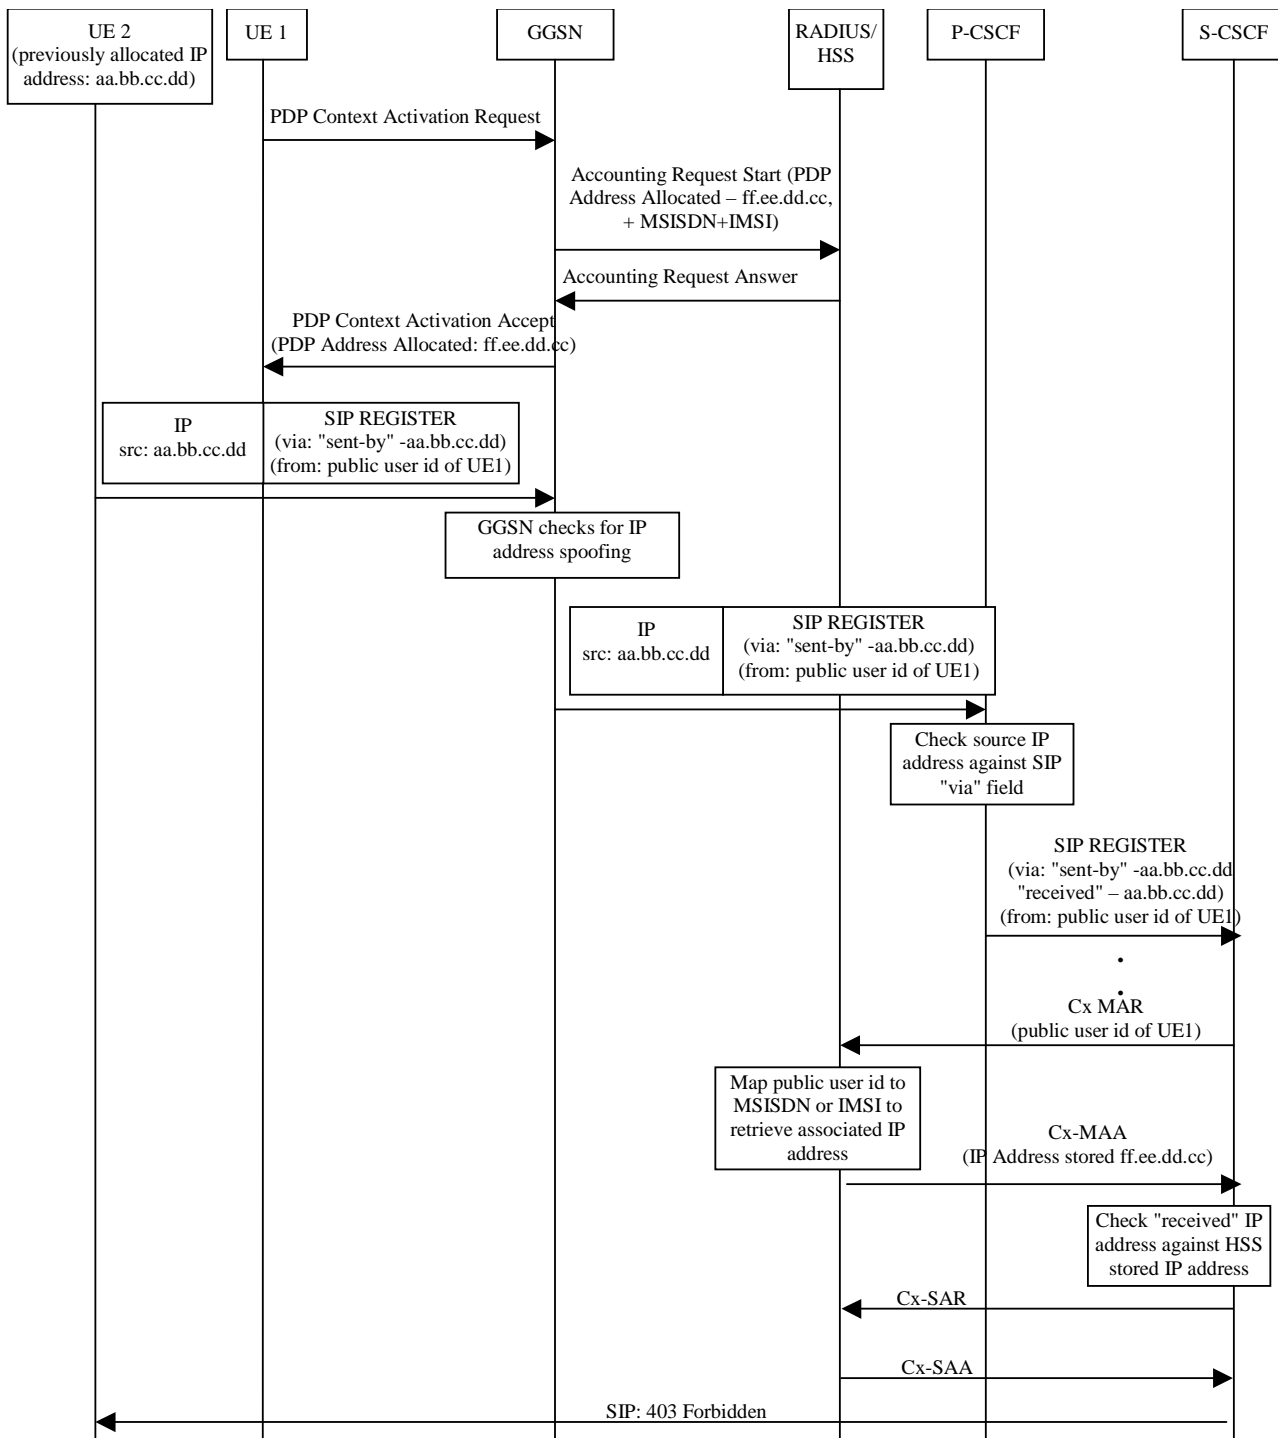 UE 2
(previously allocated IP
address: aa.bb.cc.dd)
UE 1
GGSN
RADIUS/
HSS
P-CSCF
S-CSCF
PDP Context Activation Request
Accounting Request Start (PDP
Address Allocated – ff.ee.dd.cc,
+ MSISDN+IMSI)
Accounting Request Answer
PDP Context Activation Accept
(PDP Address Allocated: ff.ee.dd.cc)
IP
src: aa.bb.cc.dd
SIP REGISTER
(via: "sent-by" -aa.bb.cc.dd)
(from: public user id of UE1)
GGSN checks for IP
address spoofing
IP
src: aa.bb.cc.dd
SIP REGISTER
(via: "sent-by" -aa.bb.cc.dd)
(from: public user id of UE1)
Check source IP
address against SIP
"via" field
SIP REGISTER
(via: "sent-by" -aa.bb.cc.dd
"received" – aa.bb.cc.dd)
(from: public user id of UE1)
.
.
Cx MAR
(public user id of UE1)
Map public user id to
MSISDN or IMSI to
retrieve associated IP
address
Cx-MAA
(IP Address stored ff.ee.dd.cc)
Check "received" IP
address against HSS
stored IP address
Cx-SAR
Cx-SAA
SIP: 403 Forbidden